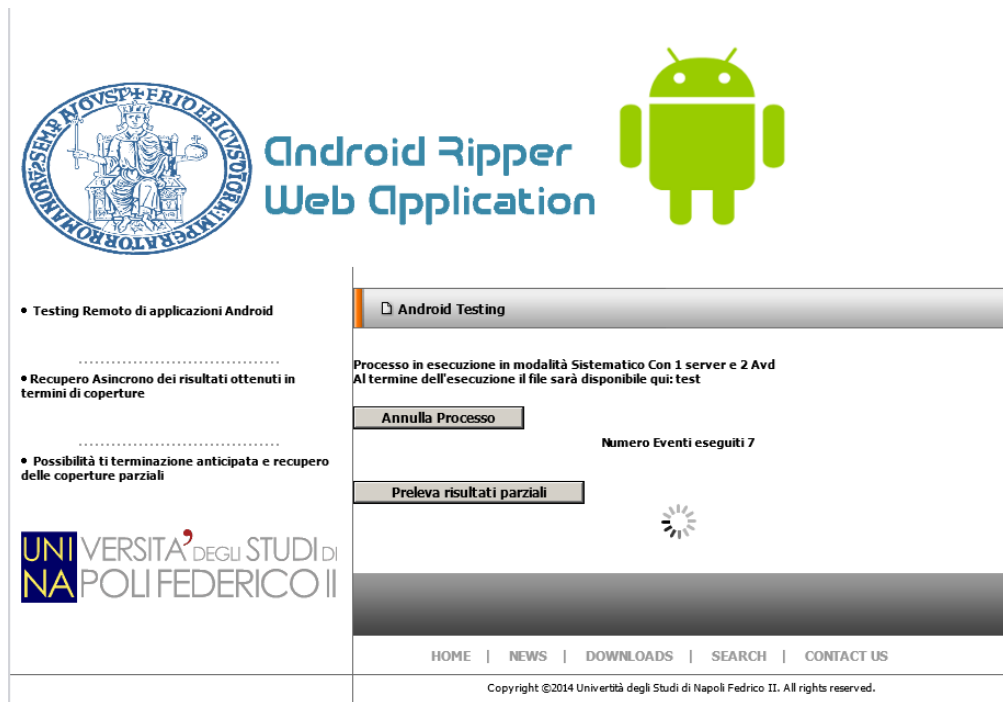 Android Ripper
Web Application
• Testing Remoto di applicazioni Android
• Recupero Asincrono dei risultati ottenuti in
termini di coperture
• Possibilità ti terminazione anticipata e recupero
delle coperture parziali
UNIVERSITA' DEGLI STUDI DI
NAPOLI FEDERICO II
Android Testing
Processo in esecuzione in modalità Sistematico Con 1 server e 2 Avd
Al termine dell'esecuzione il file sarà disponibile qui: test
Annulla Processo
Numero Eventi eseguiti 7
Preleva risultati parziali
HOME | NEWS | DOWNLOADS | SEARCH | CONTACT US
Copyright ©2014 Univertità degli Studi di Napoli Fedrico II. All rights reserved.